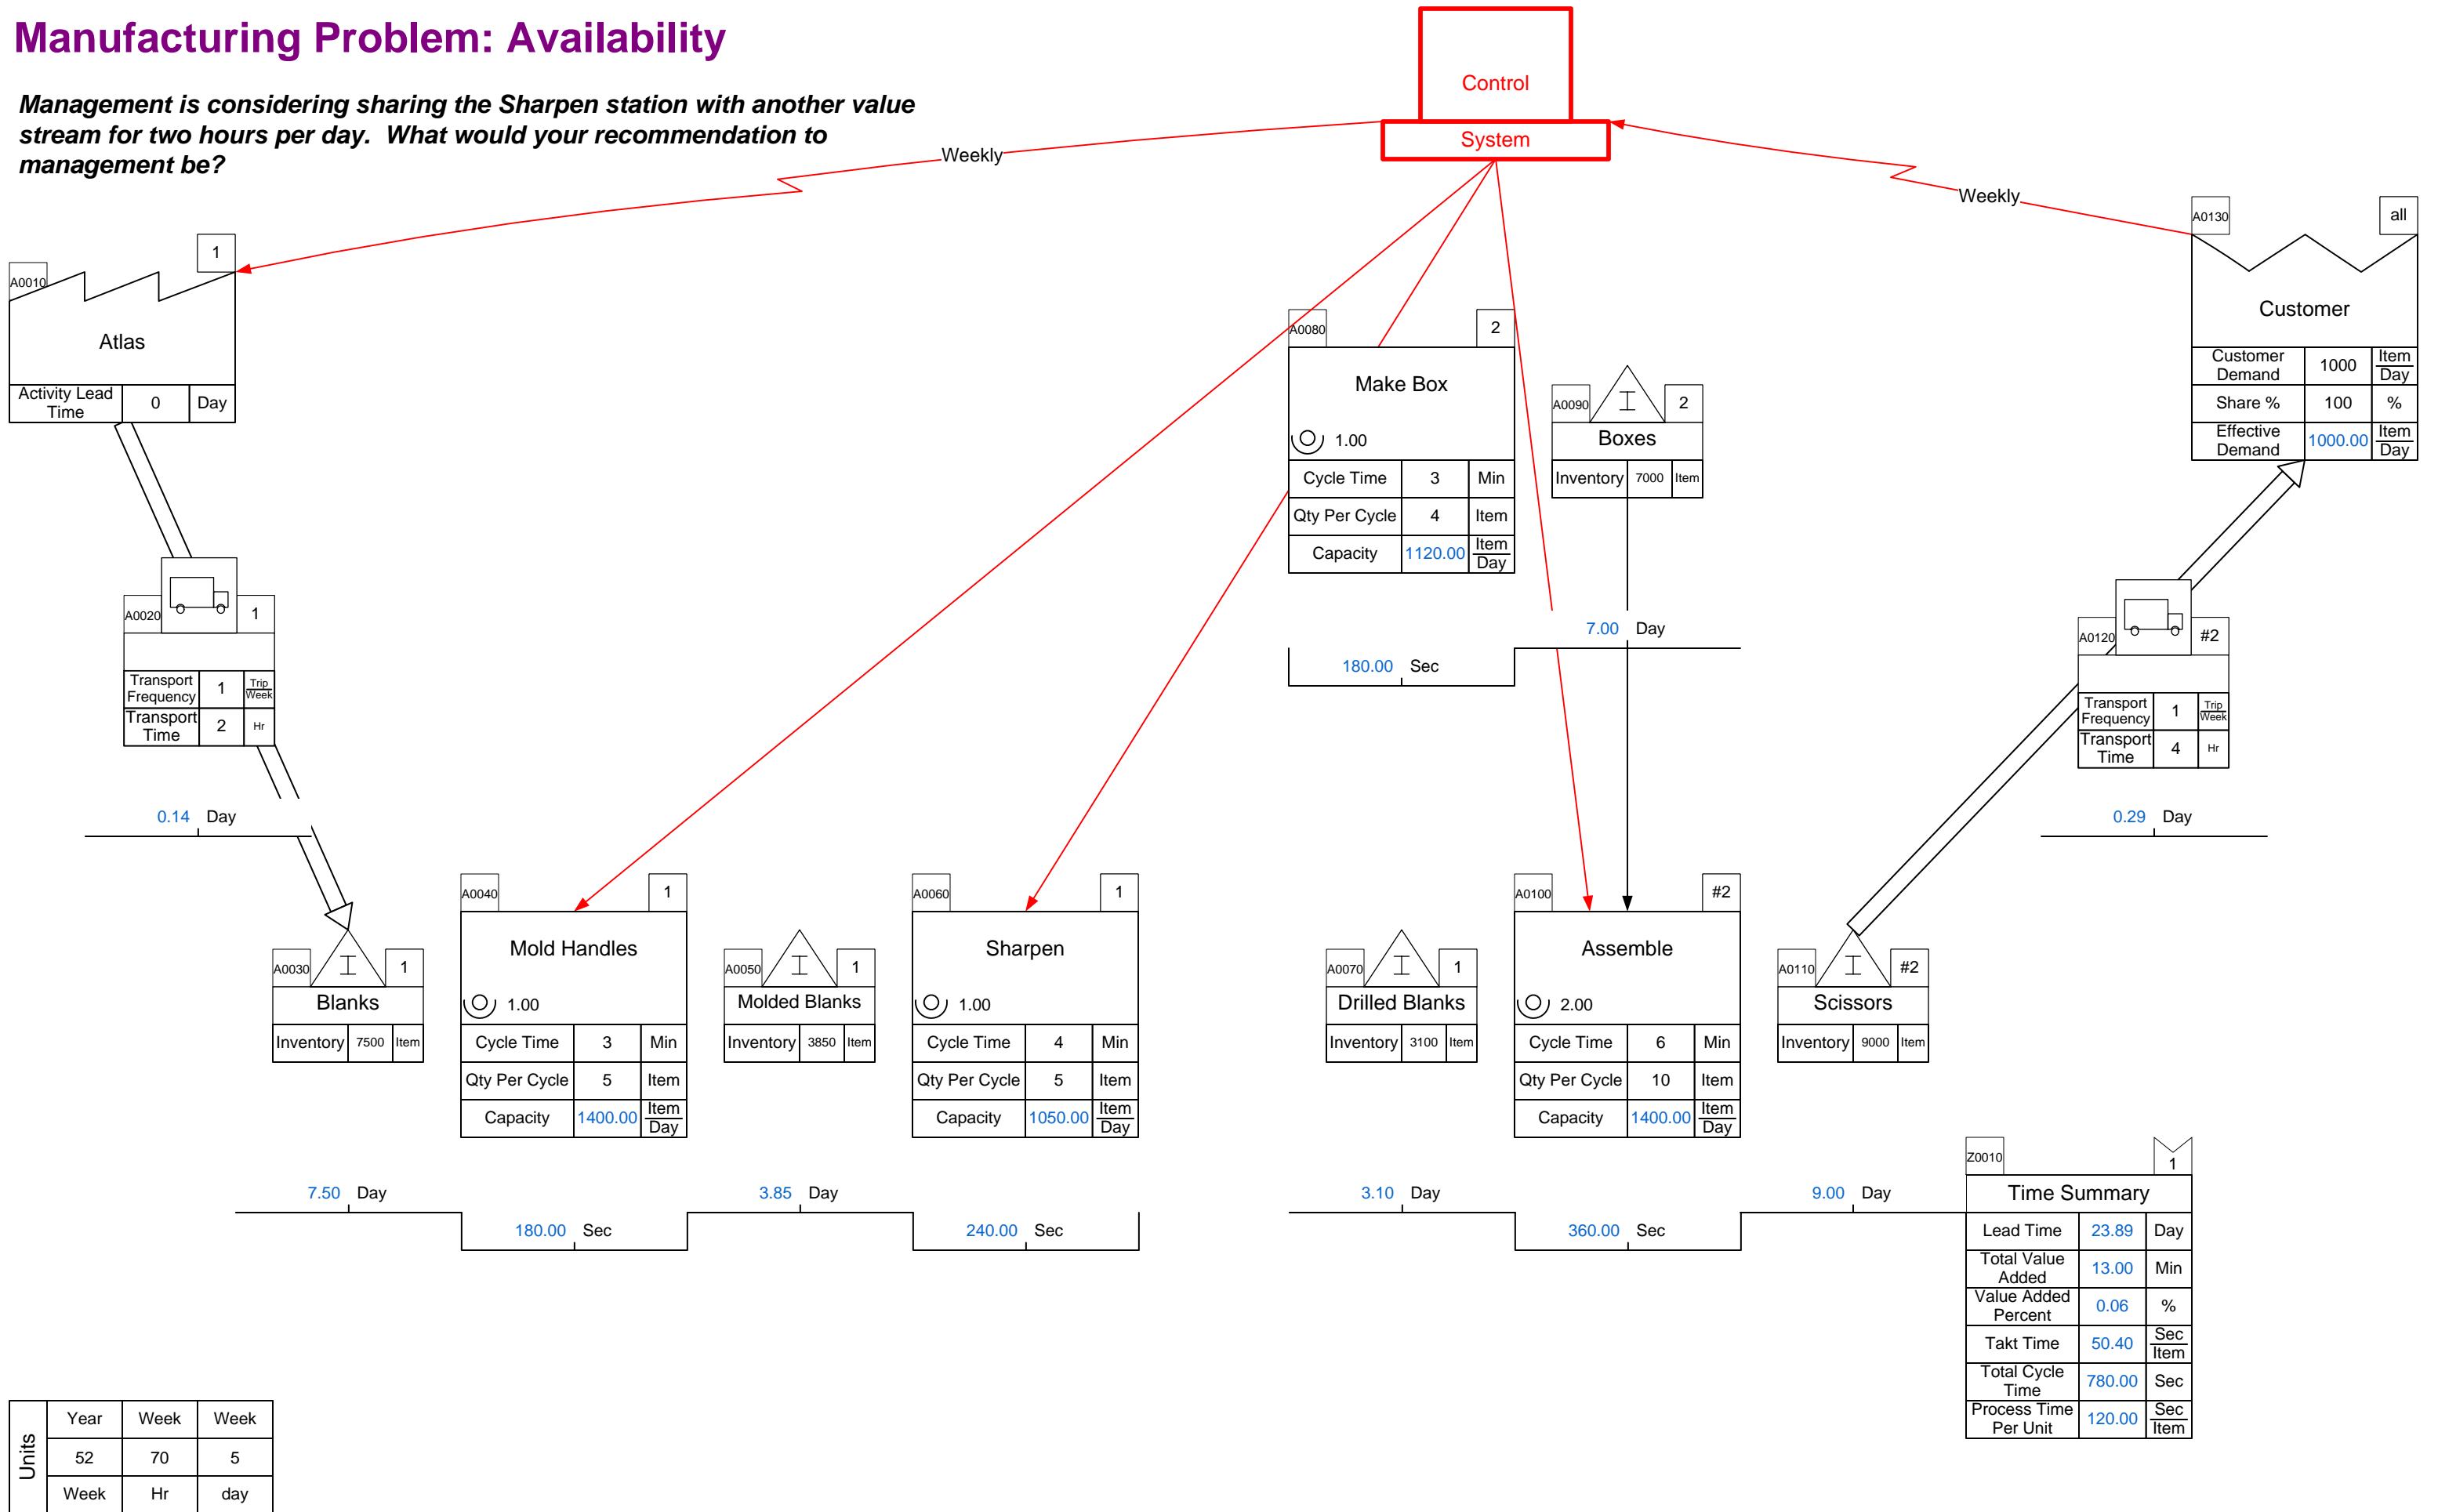 Manufacturing Problem: Availability
Management is considering sharing the Sharpen station with another value
stream for two hours per day.  What would your recommendation to
management be?
Control
System
Weekly
Weekly
A0010
1
Atlas
Activity Lead
Time
0
Day
A0130
all
Customer
Customer
Demand
1000
Item
Day
Share %
100
%
Effective
Demand
1000.00
Item
Day
A0080
2
Make Box
1.00
Cycle Time
3
Min
Qty Per Cycle
4
Item
Capacity
1120.00
Item
Day
A0090
I
2
Boxes
Inventory
7000
Item
7.00 Day
180.00 Sec
A0020
1
Transport
Frequency
1
Trip
Week
Transport
Time
2
Hr
0.14 Day
A0120
#2
Transport
Frequency
1
Trip
Week
Transport
Time
4
Hr
0.29 Day
A0030
I
1
Blanks
Inventory
7500
Item
A0040
1
Mold Handles
1.00
Cycle Time
3
Min
Qty Per Cycle
5
Item
Capacity
1400.00
Item
Day
A0050
I
1
Molded Blanks
Inventory
3850
Item
A0060
1
Sharpen
1.00
Cycle Time
4
Min
Qty Per Cycle
5
Item
Capacity
1050.00
Item
Day
A0070
I
1
Drilled Blanks
Inventory
3100
Item
A0100
#2
Assemble
2.00
Cycle Time
6
Min
Qty Per Cycle
10
Item
Capacity
1400.00
Item
Day
A0110
I
#2
Scissors
Inventory
9000
Item
7.50 Day
180.00 Sec
3.85 Day
240.00 Sec
3.10 Day
360.00 Sec
9.00 Day
Z0010
1
Time Summary
Lead Time
23.89
Day
Total Value
Added
13.00
Min
Value Added
Percent
0.06
%
Takt Time
50.40
Sec
Item
Total Cycle
Time
780.00
Sec
Process Time
Per Unit
120.00
Sec
Item
Units
Year
Week
Week
52
70
5
Week
Hr
day